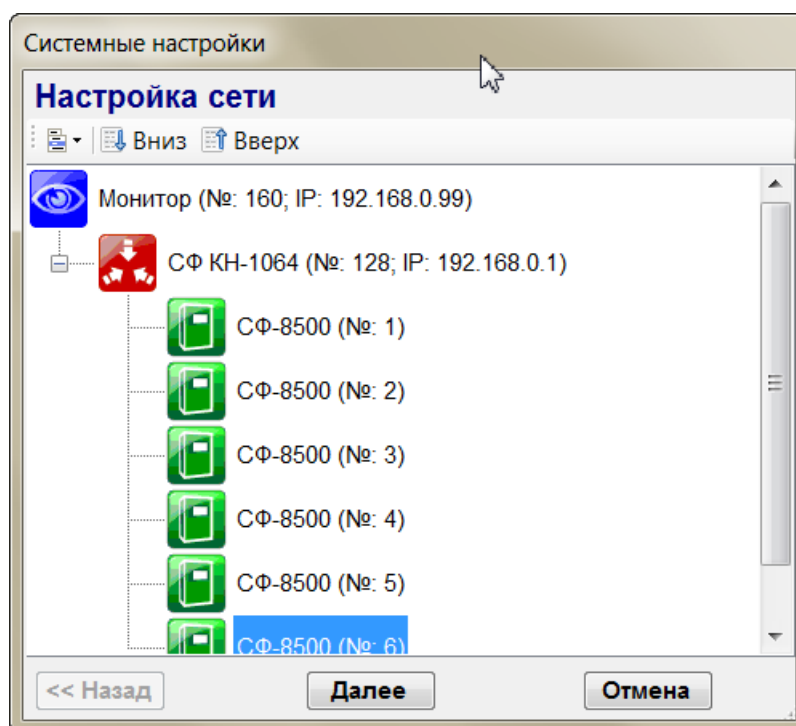 Системные настройки
Настройка сети
Вниз Вверх
Монитор (№: 160; IP: 192.168.0.99)
СФ КН-1064 (№: 128; IP: 192.168.0.1)
СФ-8500 (№: 1)
СФ-8500 (№: 2)
СФ-8500 (№: 3)
СФ-8500 (№: 4)
СФ-8500 (№: 5)
СФ-8500 (№: 6)
<< Назад Далее Отмена